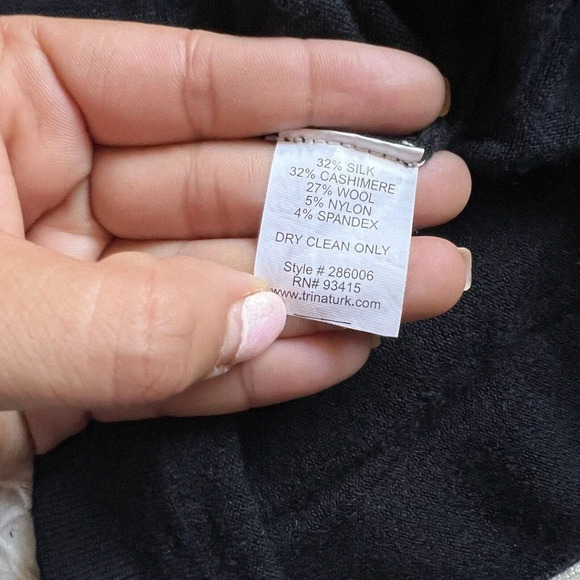 32% SILK
32% CASHIMERE
27% WOOL
5% NYLON
4% SPANDEX
DRY CLEAN ONLY
Style # 286006
RN# 93415
www.trinaturk.com